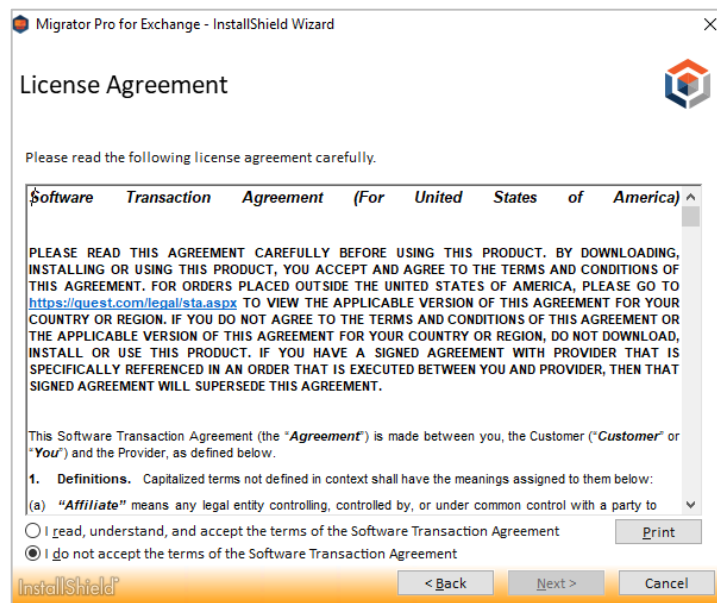 Migrator Pro for Exchange - InstallShield Wizard
License Agreement
Please read the following license agreement carefully.
Software Transaction Agreement (For United States of America)
PLEASE READ THIS AGREEMENT CAREFULLY BEFORE USING THIS PRODUCT. BY DOWNLOADING,
INSTALLING OR USING THIS PRODUCT, YOU ACCEPT AND AGREE TO THE TERMS AND CONDITIONS OF
THIS AGREEMENT. FOR ORDERS PLACED OUTSIDE THE UNITED STATES OF AMERICA, PLEASE GO TO
https://quest.com/legal/sta.aspx TO VIEW THE APPLICABLE VERSION OF THIS AGREEMENT FOR YOUR
COUNTRY OR REGION. IF YOU DO NOT AGREE TO THE TERMS AND CONDITIONS OF THIS AGREEMENT OR
THE APPLICABLE VERSION OF THIS AGREEMENT FOR YOUR COUNTRY OR REGION, DO NOT DOWNLOAD,
INSTALL OR USE THIS PRODUCT. IF YOU HAVE A SIGNED AGREEMENT WITH PROVIDER THAT IS
SPECIFICALLY REFERENCED IN AN ORDER THAT IS EXECUTED BETWEEN YOU AND PROVIDER, THEN THAT
SIGNED AGREEMENT WILL SUPERSEDE THIS AGREEMENT.
This Software Transaction Agreement (the “Agreement”) is made between you, the Customer (“Customer” or
“You”) and the Provider, as defined below.
1. Definitions. Capitalized terms not defined in context shall have the meanings assigned to them below:
(a) “Affiliate” means any legal entity controlling, controlled by, or under common control with a party to
I read, understand, and accept the terms of the Software Transaction Agreement
Print
I do not accept the terms of the Software Transaction Agreement
InstallShield
< Back
Next >
Cancel